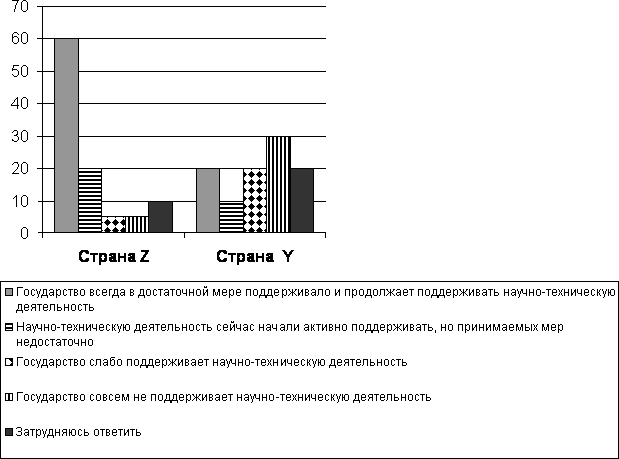 70
60
50
40
30
20
10
0
Страна Z
Страна Y
Государство всегда в достаточной мере поддерживало и продолжает поддерживать научно-техническую
деятельность
Научно-техническую деятельность сейчас начали активно поддерживать, но принимаемых мер
недостаточно
Государство слабо поддерживает научно-техническую деятельность
Государство совсем не поддерживает научно-техническую деятельность
Затрудняюсь ответить